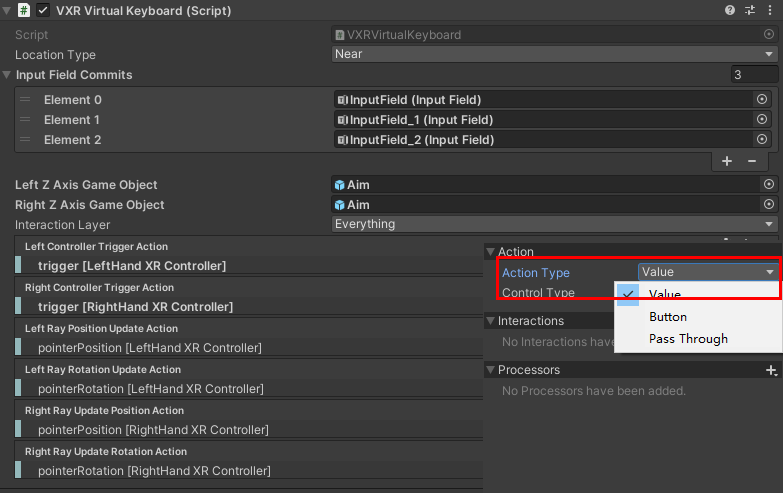 VXR Virtual Keyboard (Script)
Script VXRVirtualKeyboard
Location Type Near
Input Field Commits 3
Element 0 InputField (Input Field)
Element 1 InputField_1 (Input Field)
Element 2 InputField_2 (Input Field)
Left Z Axis Game Object Aim
Right Z Axis Game Object Aim
Interaction Layer Everything
Left Controller Trigger Action
trigger [LeftHand XR Controller]
Right Controller Trigger Action
trigger [RightHand XR Controller]
Left Ray Position Update Action
pointerPosition [LeftHand XR Controller]
Left Ray Rotation Update Action
pointerRotation [LeftHand XR Controller]
Right Ray Update Position Action
pointerPosition [RightHand XR Controller]
Right Ray Update Rotation Action
pointerRotation [RightHand XR Controller]
Action
Action Type Value
Control Type
Value
Button
Pass Through
Interactions
No Interactions have
Processors
No Processors have been added.